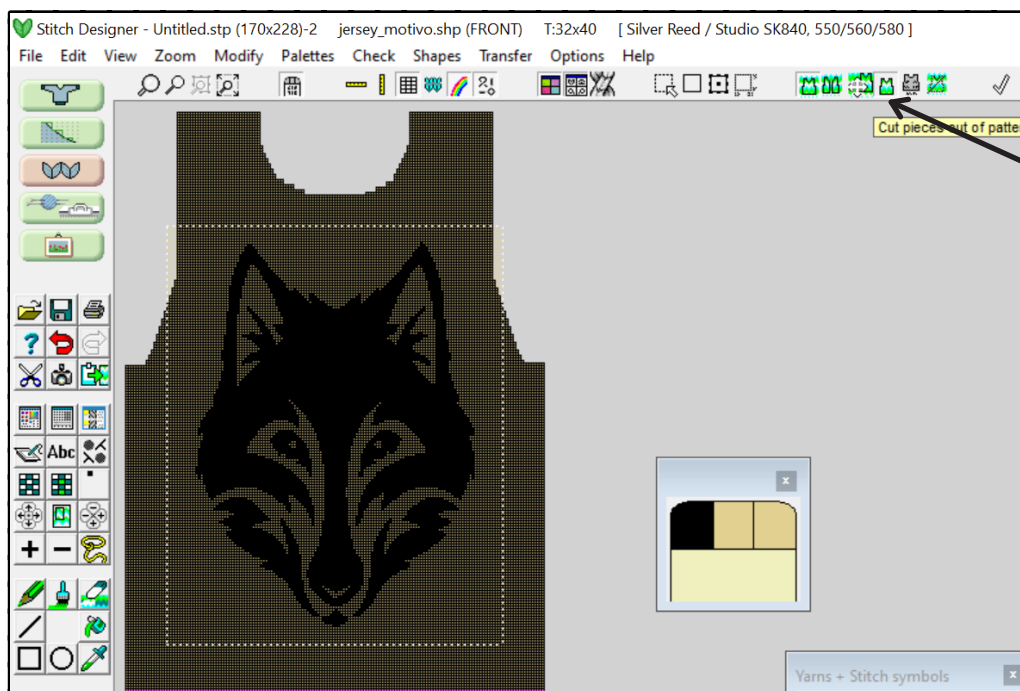 Stitch Designer - Untitled.stp (170x228)-2 jersey_motivo.shp (FRONT) T:32x40 [ Silver Reed / Studio SK840, 550/560/580 ]
File Edit View Zoom Modify Palettes Check Shapes Transfer Options Help
Cut pieces out of patte
Abc
Yarns + Stitch symbols